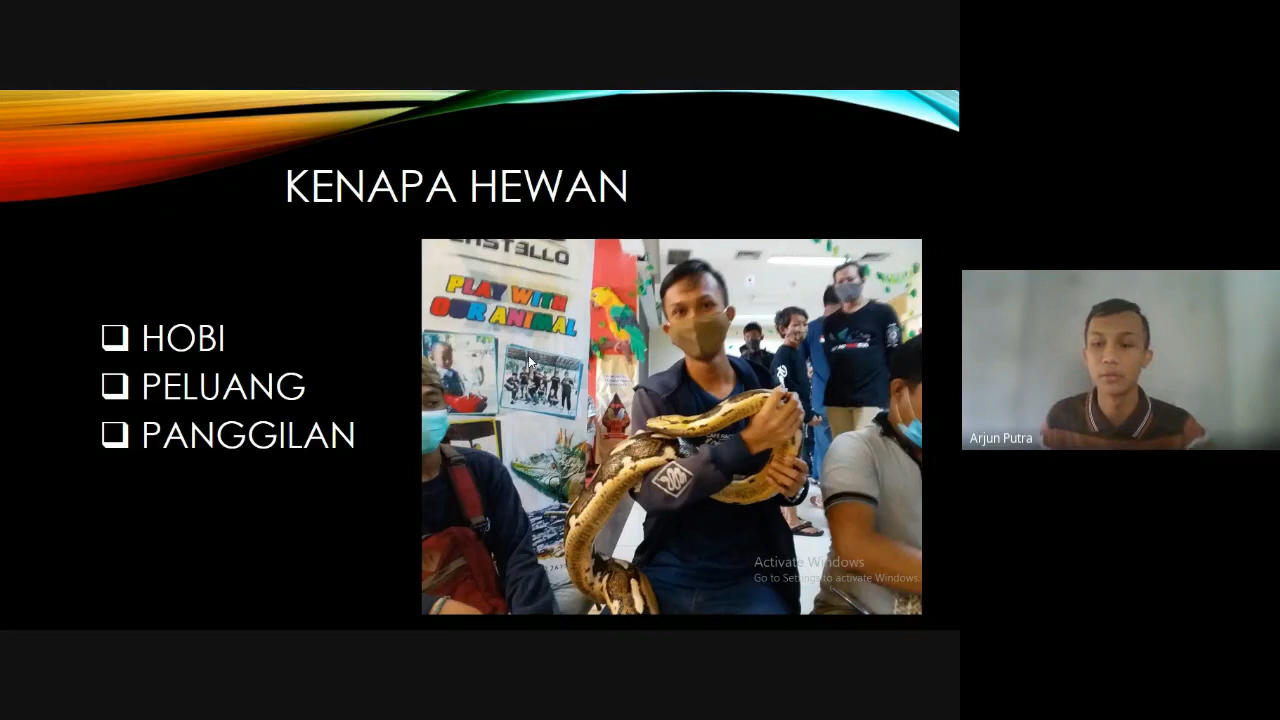 KENAPA HEWAN
HOBI
PELUANG
PANGGILAN
PLAY WITH
OUR ANIMAL
Activate Windows
Go to Settings to activate Windows.
Arjun Putra